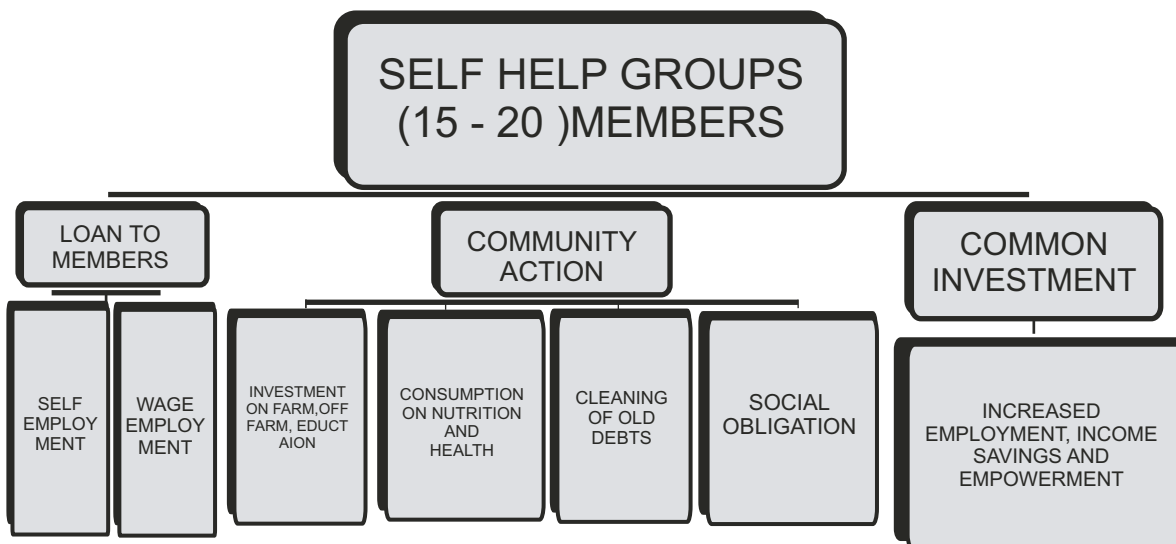 SELF HELP GROUPS
(15 - 20 )MEMBERS
LOAN TO
MEMBERS
COMMUNITY
ACTION
COMMON
INVESTMENT
SELF
EMPLOY
MENT
WAGE
EMPLOY
MENT
INVESTMENT
ON FARM,OFF
FARM, EDUCT
AION
CONSUMPTION
ON NUTRITION
AND
HEALTH
CLEANING
OF OLD
DEBTS
SOCIAL
OBLIGATION
INCREASED
EMPLOYMENT, INCOME
SAVINGS AND
EMPOWERMENT